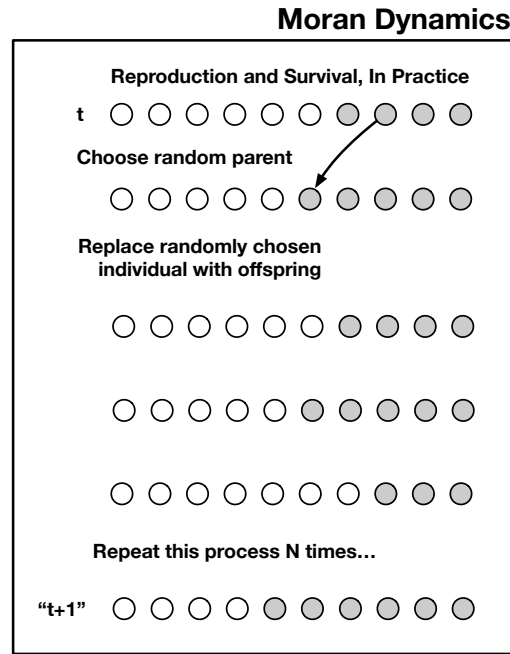 Moran Dynamics
Reproduction and Survival, In Practice
t
Choose random parent
Replace randomly chosen
individual with offspring
Repeat this process N times…
“t+1”